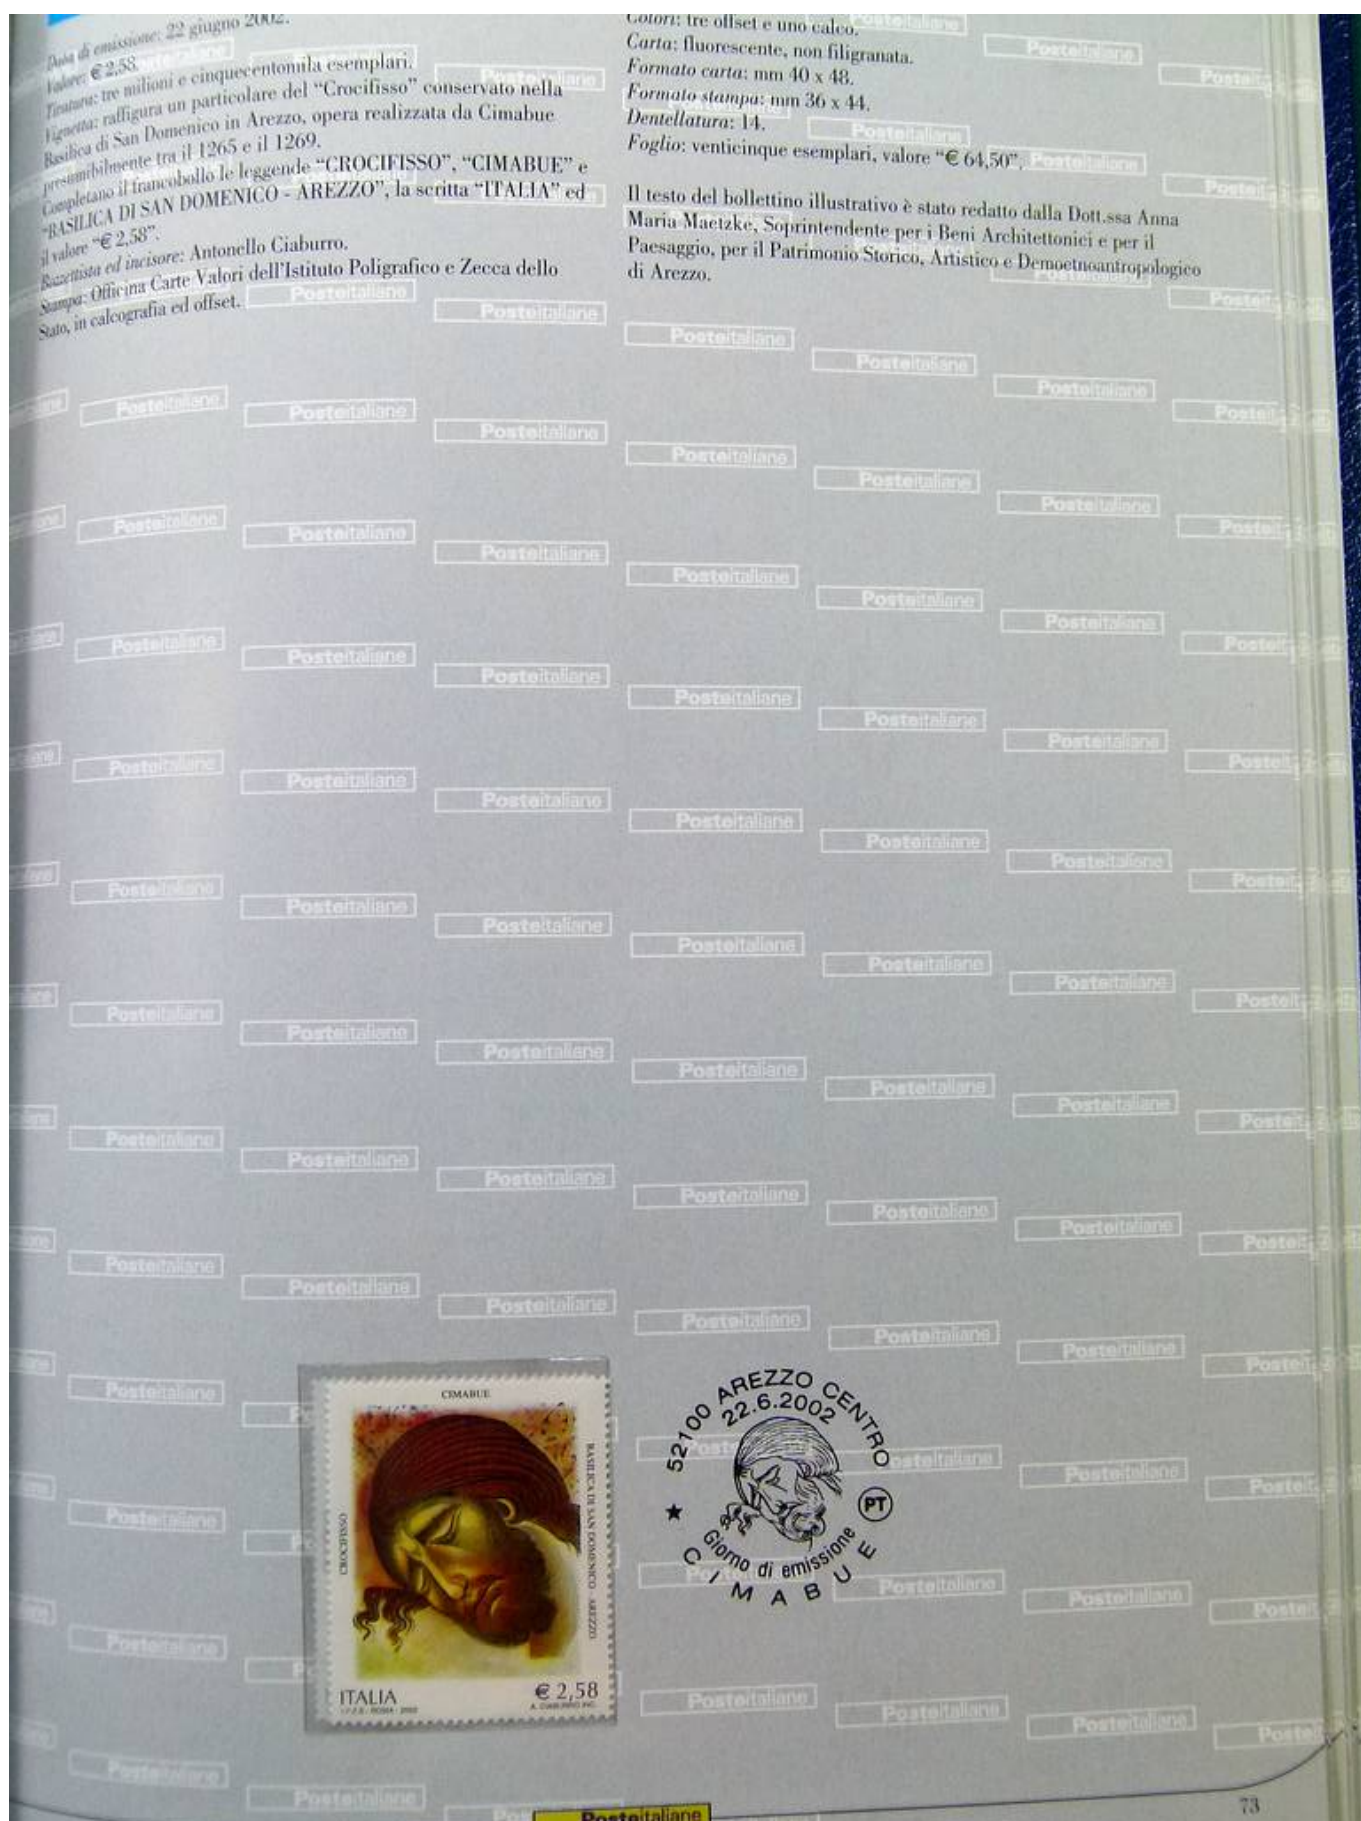 Data di emissione: 22 giugno 2002.
Valore: € 2,58.
Tiratura: tre milioni e cinquecentomila esemplari.
Vignetta: raffigura un particolare del “Crocifisso” conservato nella
Basilica di San Domenico in Arezzo, opera realizzata da Cimabue
presumibilmente tra il 1265 e il 1269.
Completano il francobollo le leggende “CROCIFISSO”, “CIMABUE” e
“BASILICA DI SAN DOMENICO - AREZZO”, la scritta “ITALIA” ed
il valore “€ 2,58”.
Bozzettista ed incisore: Antonello Ciaburro.
Stampa: Officina Carte Valori dell'Istituto Poligrafico e Zecca dello
Stato, in calcografia ed offset.
Colori: tre offset e uno calco.
Carta: fluorescente, non filigranata.
Formato carta: mm 40 x 48.
Formato stampa: mm 36 x 44.
Dentellatura: 14.
Foglio: venticinque esemplari, valore “€ 64,50”.
Il testo del bollettino illustrativo è stato redatto dalla Dott.ssa Anna
Maria Maetzke, Soprintendente per i Beni Architettonici e per il
Paesaggio, per il Patrimonio Storico, Artistico e Demoetnoantropologico
di Arezzo.
CIMABUE
CROCIFISSO
BASILICA DI SAN DOMENICO - AREZZO
ITALIA
€ 2,58
I.P.Z.S. - ROMA - 2002
A. CIABURRO INC.
52100 AREZZO CENTRO
22.6.2002
PT
Giorno di emissione
CIMABUE
Posteitaliane
73